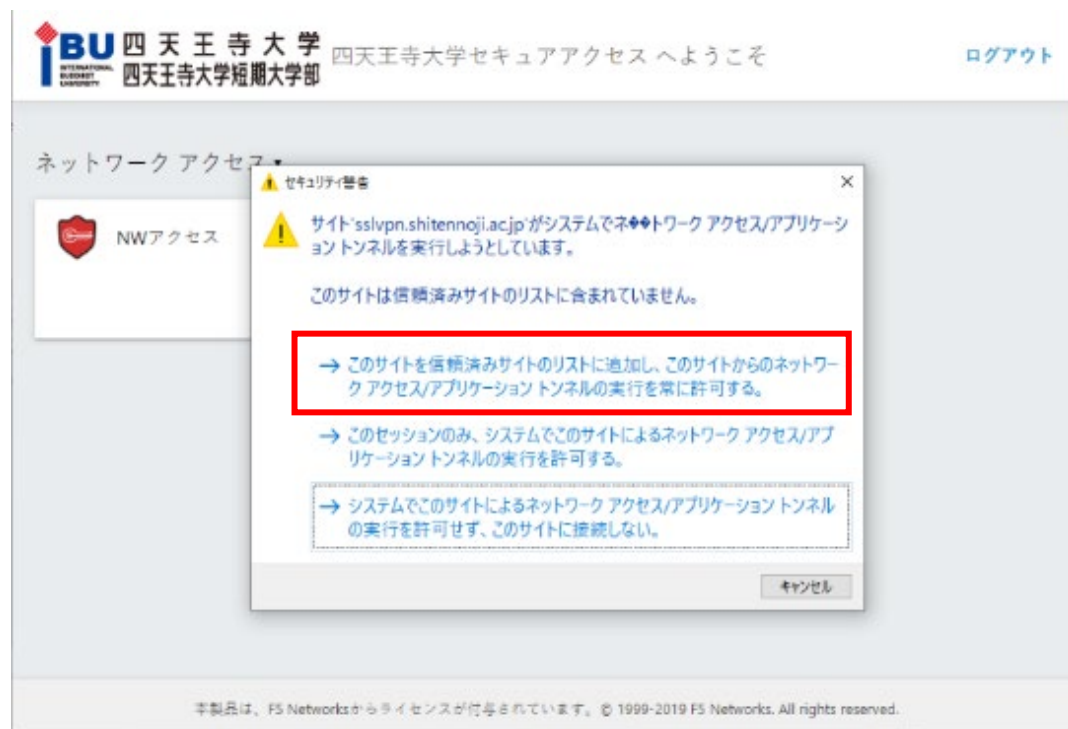 IBU 四天王寺大学
INTERNATIONAL BUDDHIST UNIVERSITY 四天王寺大学短期大学部
四天王寺大学セキュアアクセス へようこそ
ログアウト
ネットワーク アクセス
NWアクセス
セキュリティ警告
サイト'sslvpn.shitennoji.ac.jp'がシステムでネ��トワーク アクセス/アプリケーシ
ョン トンネルを実行しようとしています。
このサイトは信頼済みサイトのリストに含まれていません。
→ このサイトを信頼済みサイトのリストに追加し、このサイトからのネットワー
ク アクセス/アプリケーション トンネルの実行を常に許可する。
→ このセッションのみ、システムでこのサイトによるネットワーク アクセス/アプ
リケーション トンネルの実行を許可する。
→ システムでこのサイトによるネットワーク アクセス/アプリケーション トンネル
の実行を許可せず、このサイトに接続しない。
キャンセル
本製品は、F5 Networksからライセンスが付与されています。© 1999-2019 F5 Networks. All rights reserved.